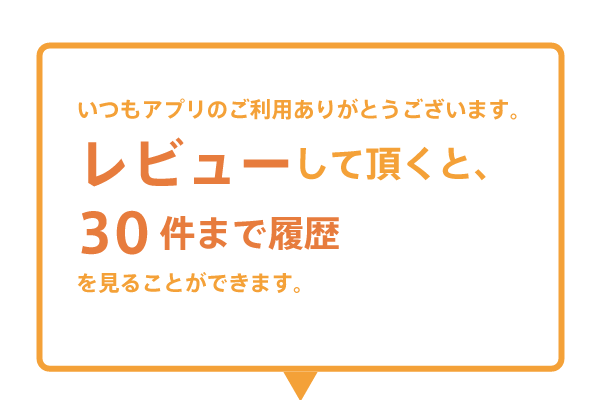 いつもアプリのご利用ありがとうございます。
レビューして頂くと、
30件まで履歴
を見ることができます。